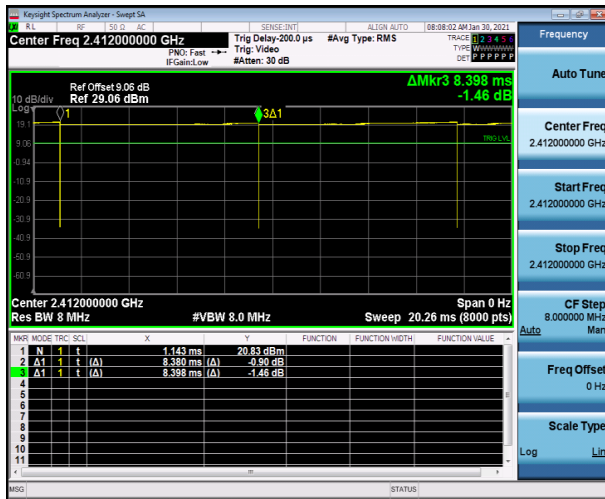 Keysight Spectrum Analyzer - Swept SA
RL RF 50 Ω AC SENSE:INT ALIGN AUTO 08:08:02 AM Jan 30, 2021
Center Freq 2.412000000 GHz Trig Delay-200.0 µs #Avg Type: RMS TRACE 1 2 3 4 5 6
PNO: Fast Trig: Video TYPE WWWWWW
IFGain:Low #Atten: 30 dB DET P P P P P P
ΔMkr3 8.398 ms
-1.46 dB
Ref Offset 9.06 dB
10 dB/div Ref 29.06 dBm
Log
1
3Δ1
19.1
9.06
TRIG LVL
-0.94
-10.9
-20.9
-30.9
-40.9
-50.9
-60.9
Center 2.412000000 GHz Span 0 Hz
Res BW 8 MHz #VBW 8.0 MHz Sweep 20.26 ms (8000 pts)
MKR MODE TRC SCL X Y FUNCTION FUNCTION WIDTH FUNCTION VALUE
1 N 1 t 1.143 ms 20.83 dBm
2 Δ1 1 t (Δ) 8.380 ms (Δ) -0.90 dB
3 Δ1 1 t (Δ) 8.398 ms (Δ) -1.46 dB
4
5
6
7
8
9
10
11
MSG STATUS
Frequency
Auto Tune
Center Freq
2.412000000 GHz
Start Freq
2.412000000 GHz
Stop Freq
2.412000000 GHz
CF Step
8.000000 MHz
Auto Man
Freq Offset
0 Hz
Scale Type
Log Lin